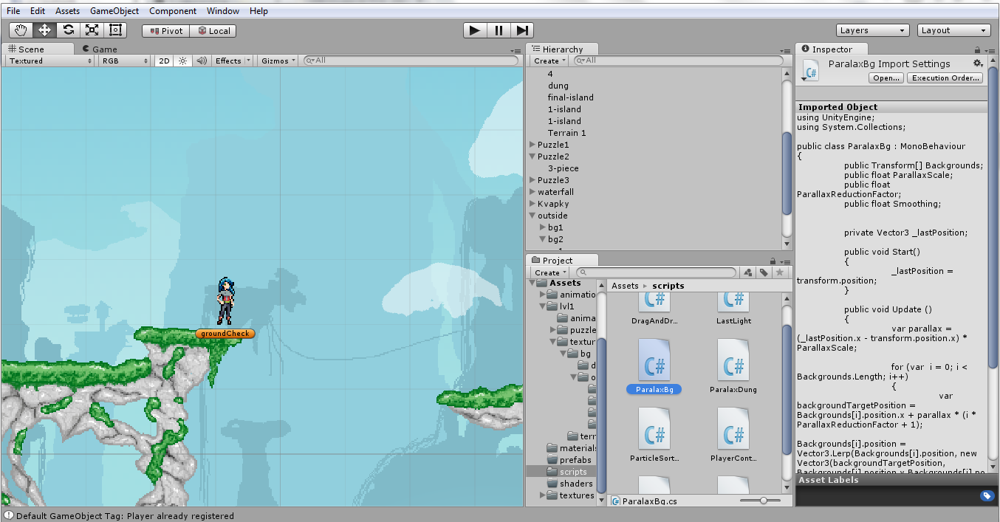 File Edit Assets GameObject Component Window Help
Pivot Local
Layers Layout
Scene Game
Textured RGB 2D Effects Gizmos All
groundCheck
Hierarchy
Create All
4
dung
final-island
1-island
1-island
Terrain 1
Puzzle1
Puzzle2
3-piece
Puzzle3
waterfall
Kvapky
outside
bg1
bg2
Project
Create
Assets
animatio
lvl1
anima
puzzle
textur
bg
d
o
terr
materials
prefabs
scripts
shaders
textures
Assets scripts
C# C#
DragAndDr... LastLight
C# C#
ParalaxBg ParalaxDung
C# C#
ParticleSort... PlayerCont...
C# ParalaxBg.cs
Inspector
C# ParalaxBg Import Settings
Open... Execution Order...
Imported Object
using UnityEngine;
using System.Collections;
public class ParalaxBg : MonoBehaviour
{
public Transform[] Backgrounds;
public float ParallaxScale;
public float
ParallaxReductionFactor;
public float Smoothing;
private Vector3 _lastPosition;
public void Start()
{
_lastPosition =
transform.position;
}
public void Update ()
{
var parallax =
(_lastPosition.x - transform.position.x) *
ParallaxScale;
for (var i = 0; i <
Backgrounds.Length; i++)
{
var
backgroundTargetPosition =
Backgrounds[i].position.x + parallax * (i *
ParallaxReductionFactor + 1);
Backgrounds[i].position =
Vector3.Lerp(Backgrounds[i].position, new
Vector3(backgroundTargetPosition,
Backgrounds[i].position.y, Backgrounds[i].po
Asset Labels
Default GameObject Tag: Player already registered